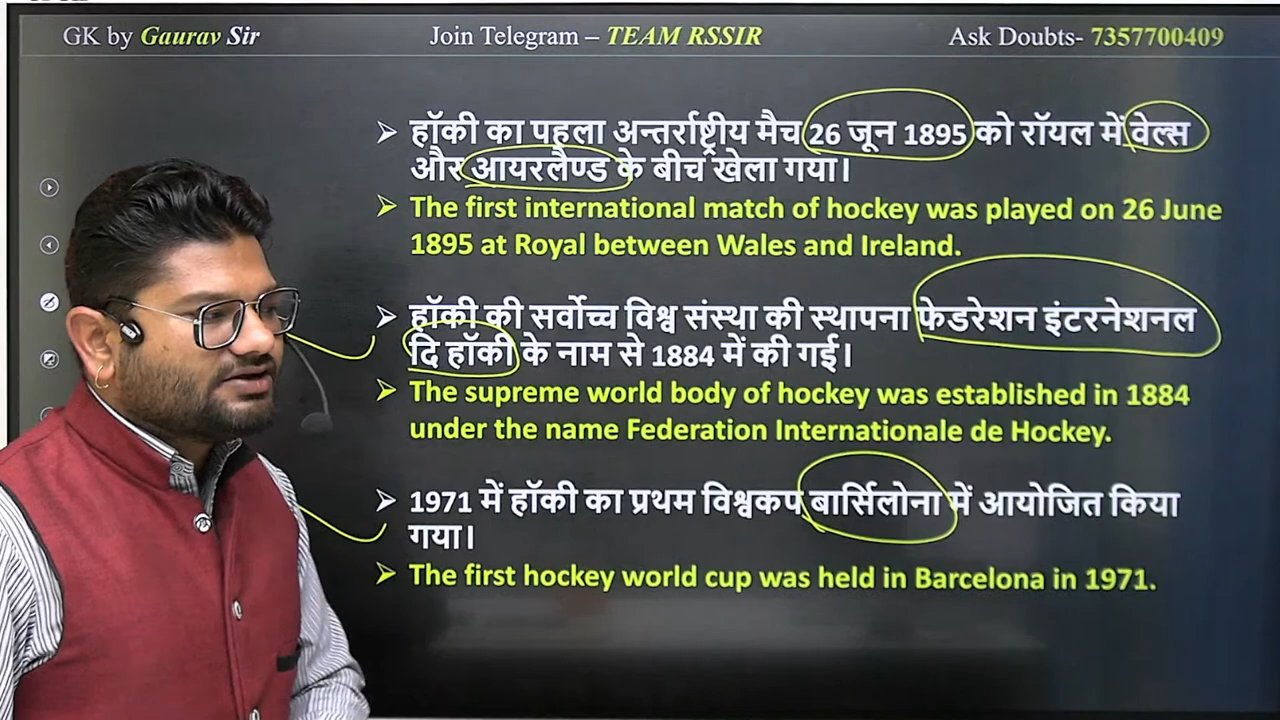 GK by Gaurav Sir
Join Telegram – TEAM RSSIR
Ask Doubts- 7357700409
हॉकी का पहला अन्तर्राष्ट्रीय मैच 26 जून 1895 को रॉयल में वेल्स
और आयरलैण्ड के बीच खेला गया।
The first international match of hockey was played on 26 June
1895 at Royal between Wales and Ireland.
हॉकी की सर्वोच्च विश्व संस्था की स्थापना फेडरेशन इंटरनेशनल
दि हॉकी के नाम से 1884 में की गई।
The supreme world body of hockey was established in 1884
under the name Federation Internationale de Hockey.
1971 में हॉकी का प्रथम विश्वकप बार्सिलोना में आयोजित किया
गया।
The first hockey world cup was held in Barcelona in 1971.